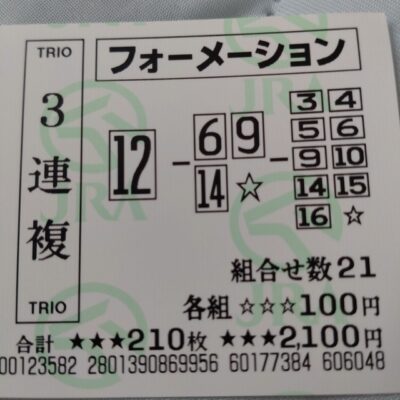 TRIO
3連複
TRIO
フォーメーション
12 - 6 9 - 3 4
5 6
14 ☆ 9 10
14 15
16 ☆
組合せ数21
各組 ☆☆☆100円
合計 ★★★210枚 ★★★2,100円
00123582 2801390869956 60177384 606048
JRA
JRA